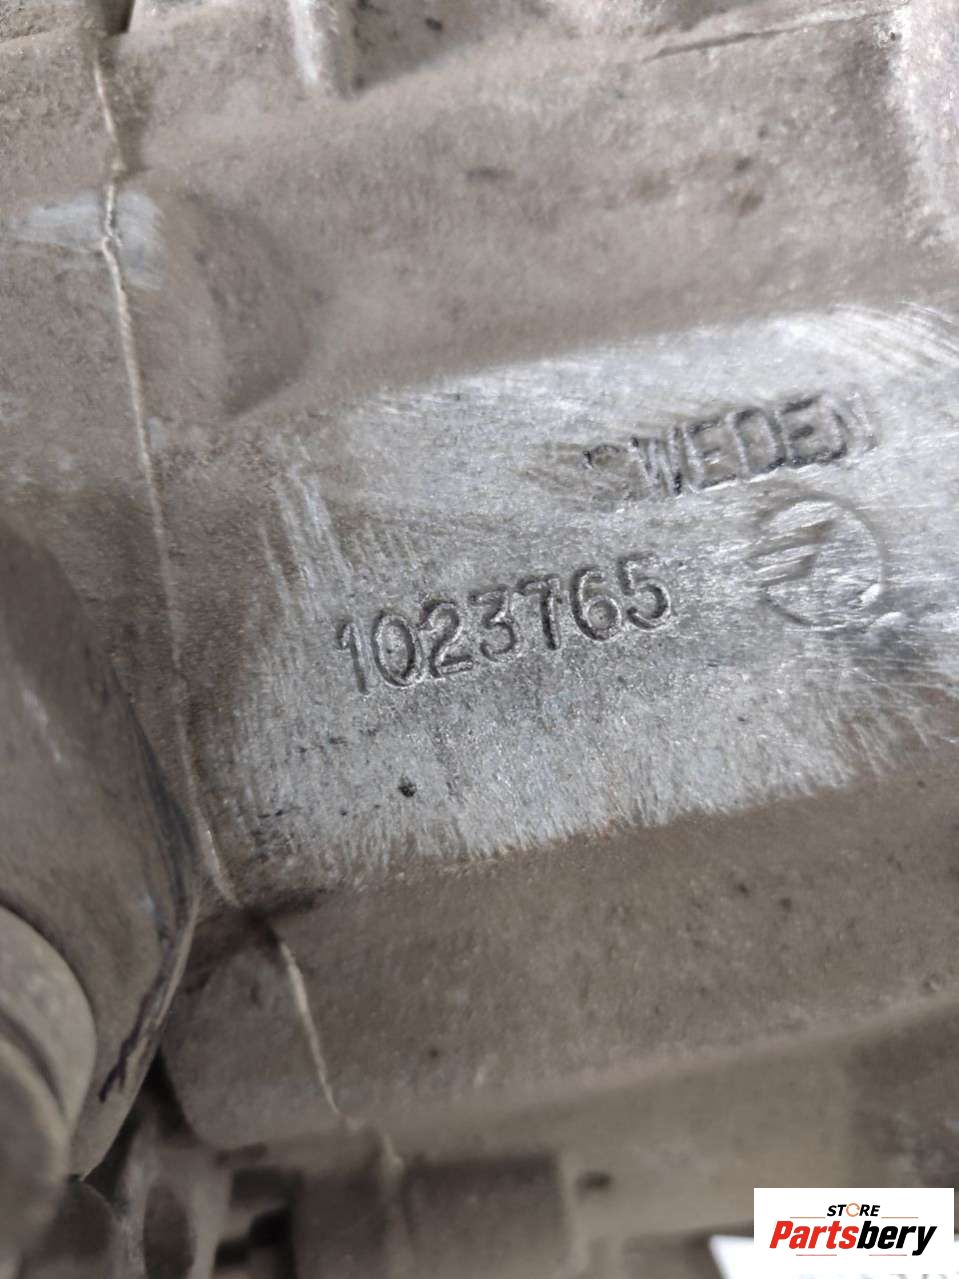 SWEDEN
1023765
STORE
Partsbery